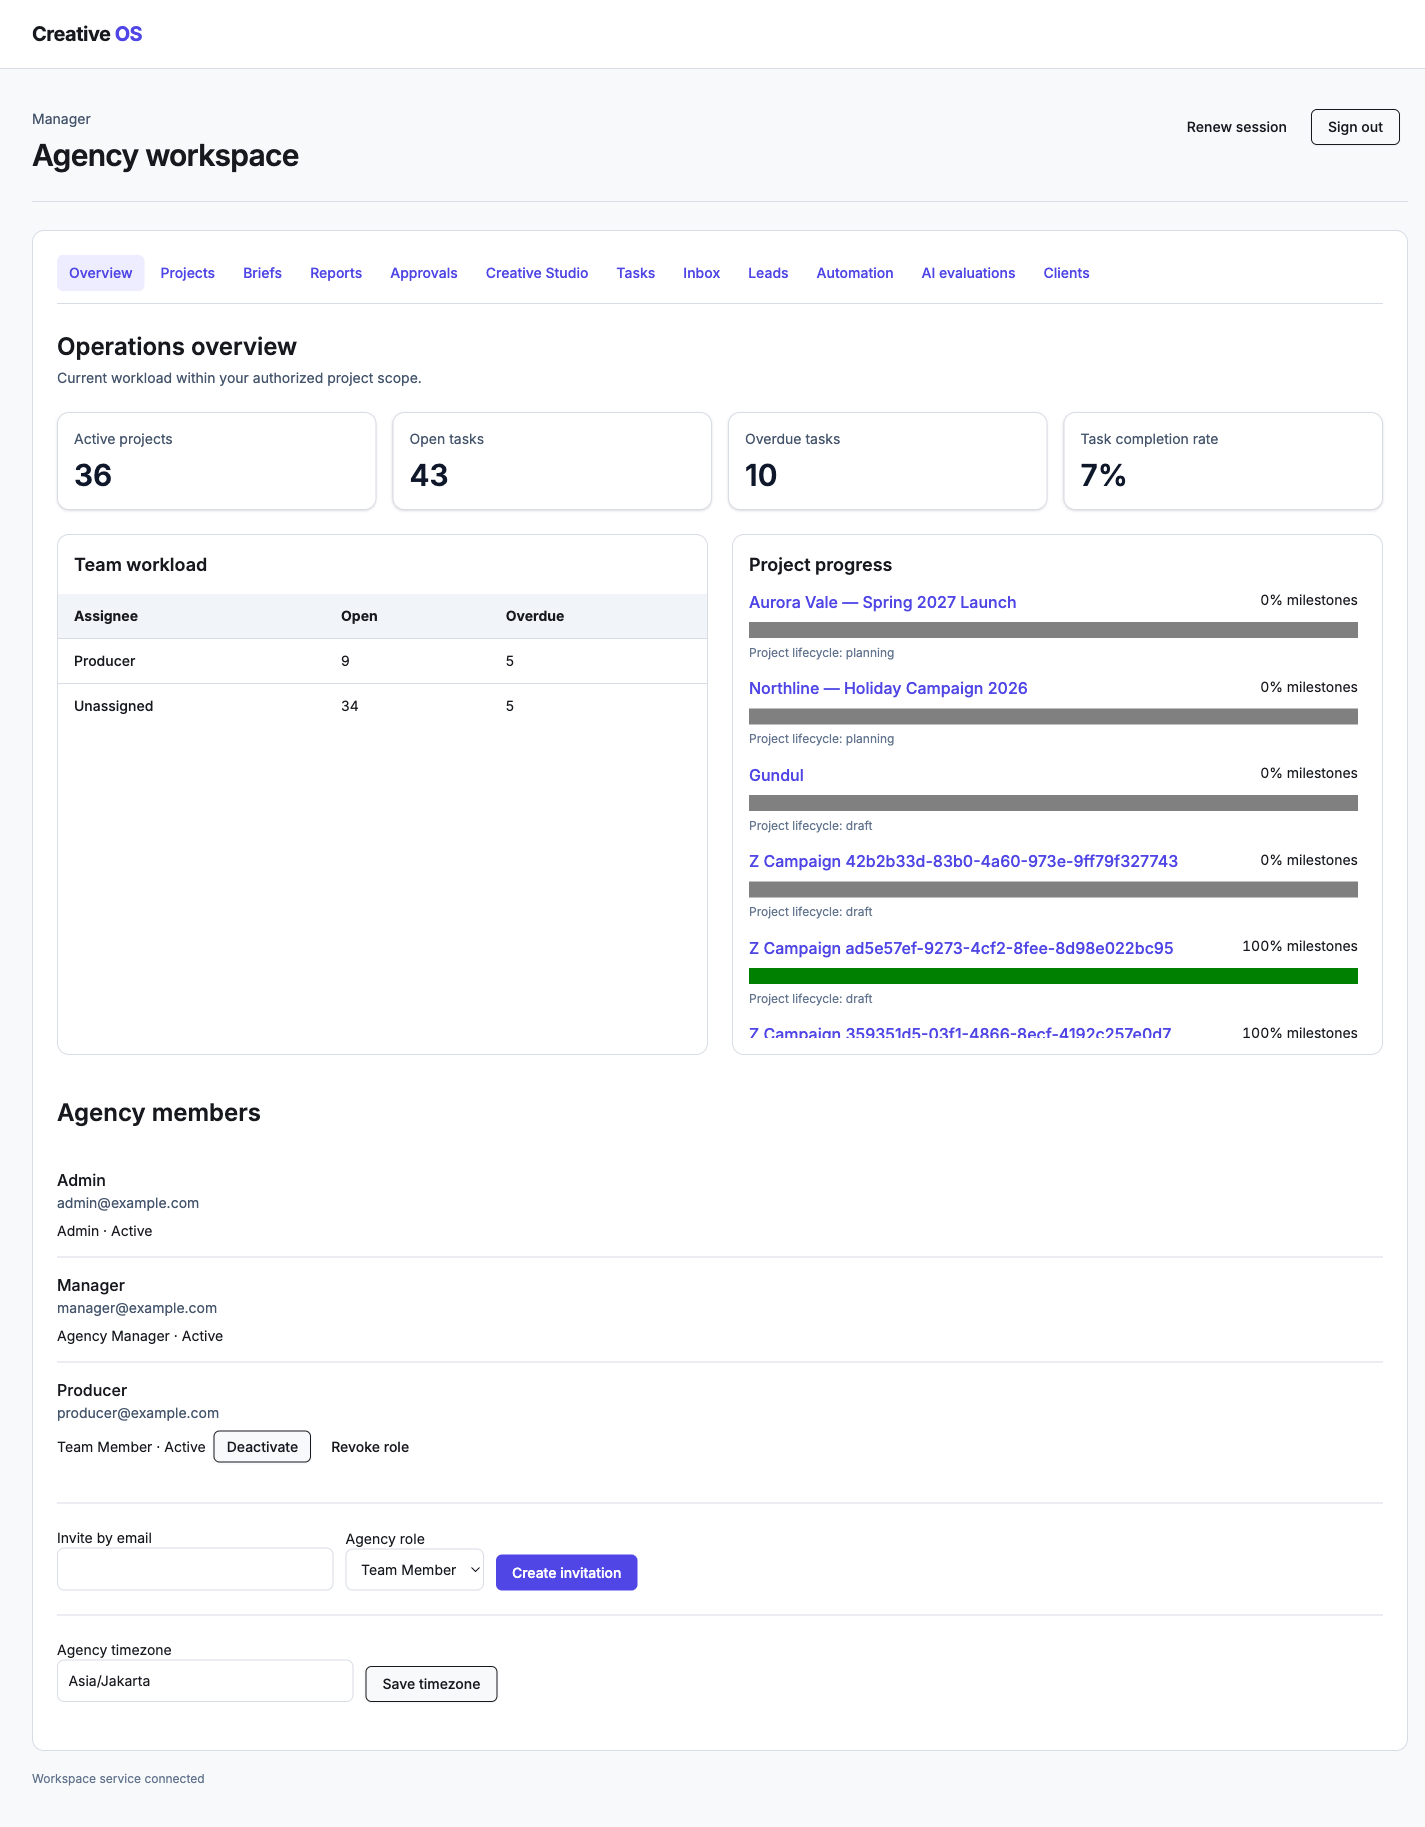 Creative OS
Manager
Agency workspace
Renew session
Sign out
Overview Projects Briefs Reports Approvals Creative Studio Tasks Inbox Leads Automation AI evaluations Clients
Operations overview
Current workload within your authorized project scope.
Active projects
36
Open tasks
43
Overdue tasks
10
Task completion rate
7%
Team workload
Assignee Open Overdue
Producer 9 5
Unassigned 34 5
Project progress
Aurora Vale — Spring 2027 Launch 0% milestones
Project lifecycle: planning
Northline — Holiday Campaign 2026 0% milestones
Project lifecycle: planning
Gundul 0% milestones
Project lifecycle: draft
Z Campaign 42b2b33d-83b0-4a60-973e-9ff79f327743 0% milestones
Project lifecycle: draft
Z Campaign ad5e57ef-9273-4cf2-8fee-8d98e022bc95 100% milestones
Project lifecycle: draft
Z Campaign 359351d5-03f1-4866-8ecf-4192c257e0d7 100% milestones
Agency members
Admin
admin@example.com
Admin · Active
Manager
manager@example.com
Agency Manager · Active
Producer
producer@example.com
Team Member · Active Deactivate Revoke role
Invite by email
Agency role
Team Member
Create invitation
Agency timezone
Asia/Jakarta
Save timezone
Workspace service connected